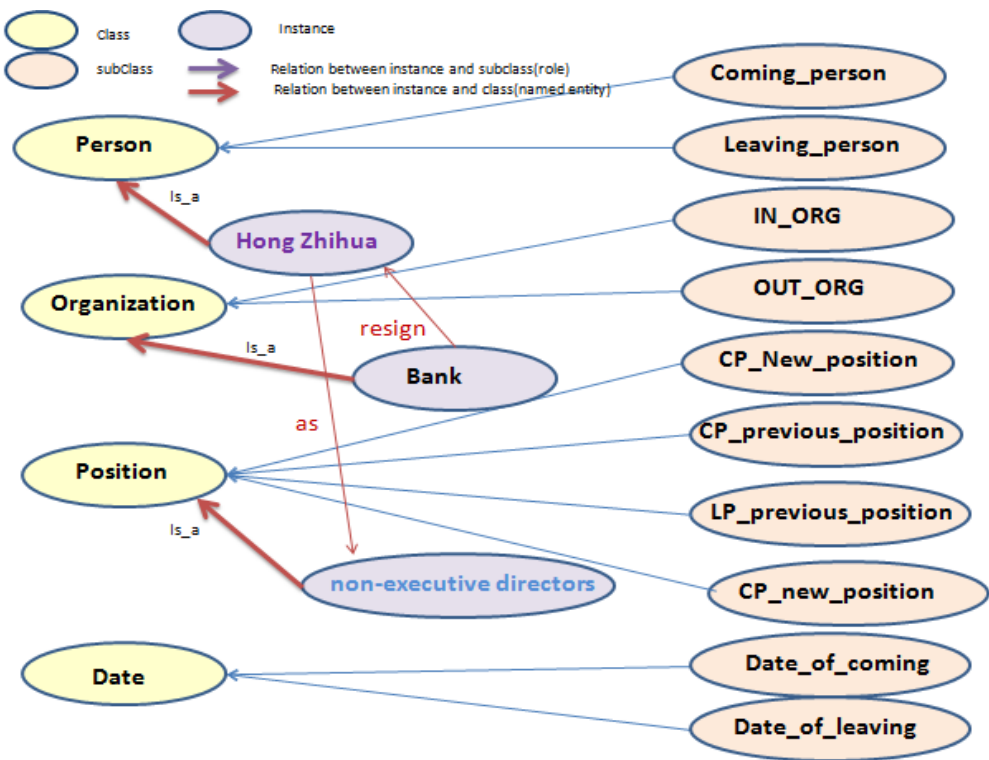 Class
Instance
subClass
Relation between instance and subclass(role)
Relation between instance and class(named entity)
Coming_person
Person
Leaving_person
Is_a
IN_ORG
Hong Zhihua
Organization
OUT_ORG
resign
Is_a
CP_New_position
Bank
as
CP_previous_position
Position
LP_previous_position
Is_a
non-executive directors
CP_new_position
Date
Date_of_coming
Date_of_leaving